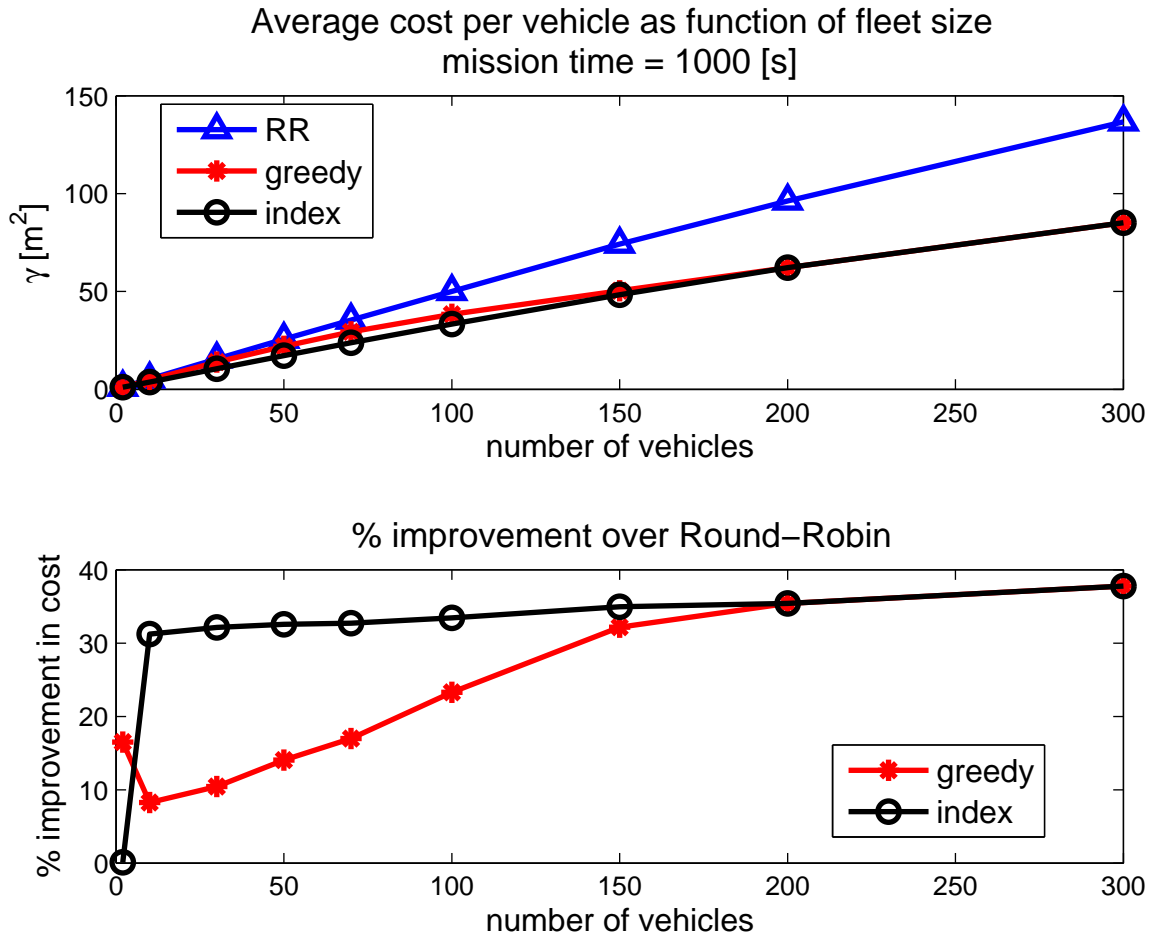 Average cost per vehicle as function of fleet size
mission time = 1000 [s]
150
100
50
0
γ [m²]
RR
greedy
index
0 50 100 150 200 250 300
number of vehicles
% improvement over Round−Robin
40
30
20
10
0
% improvement in cost
greedy
index
0 50 100 150 200 250 300
number of vehicles